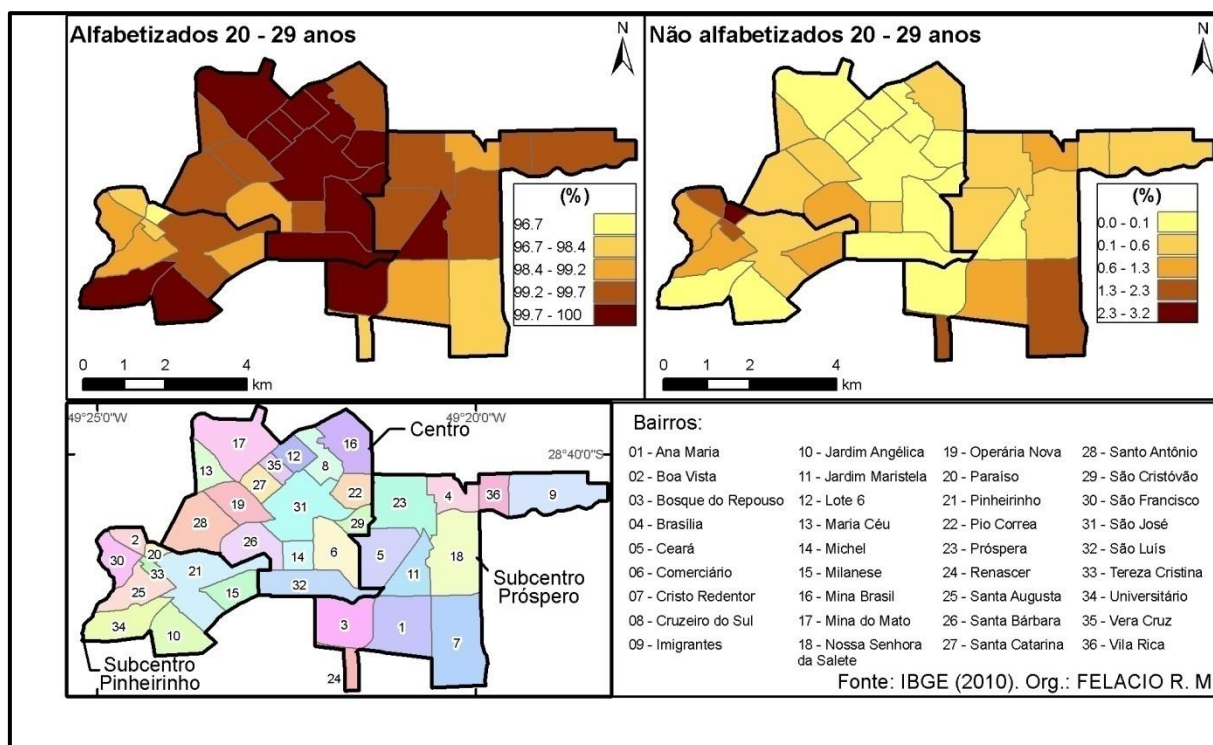 Alfabetizados 20 - 29 anos
N
(%)
96.7
96.7 - 98.4
98.4 - 99.2
99.2 - 99.7
99.7 - 100
0 1 2 4
km
Não alfabetizados 20 - 29 anos
N
(%)
0.0 - 0.1
0.1 - 0.6
0.6 - 1.3
1.3 - 2.3
2.3 - 3.2
0 1 2 4
km
49°25'0"W
49°20'0"W
28°40'0"S
Centro
Subcentro
Próspero
Subcentro
Pinheirinho
17
12
16
35
8
13
27
22
23
4
36
9
19
31
28
29
2
26
6
5
18
30
20
14
11
33
21
32
25
15
34
10
3
1
7
24
Bairros:
01 - Ana Maria
02 - Boa Vista
03 - Bosque do Repouso
04 - Brasília
05 - Ceará
06 - Comerciário
07 - Cristo Redentor
08 - Cruzeiro do Sul
09 - Imigrantes
10 - Jardim Angélica
11 - Jardim Maristela
12 - Lote 6
13 - Maria Céu
14 - Michel
15 - Milanese
16 - Mina Brasil
17 - Mina do Mato
18 - Nossa Senhora
da Salete
19 - Operária Nova
20 - Paraíso
21 - Pinheirinho
22 - Pio Correa
23 - Próspera
24 - Renascer
25 - Santa Augusta
26 - Santa Bárbara
27 - Santa Catarina
28 - Santo Antônio
29 - São Cristóvão
30 - São Francisco
31 - São José
32 - São Luís
33 - Tereza Cristina
34 - Universitário
35 - Vera Cruz
36 - Vila Rica
Fonte: IBGE (2010). Org.: FELACIO R. M